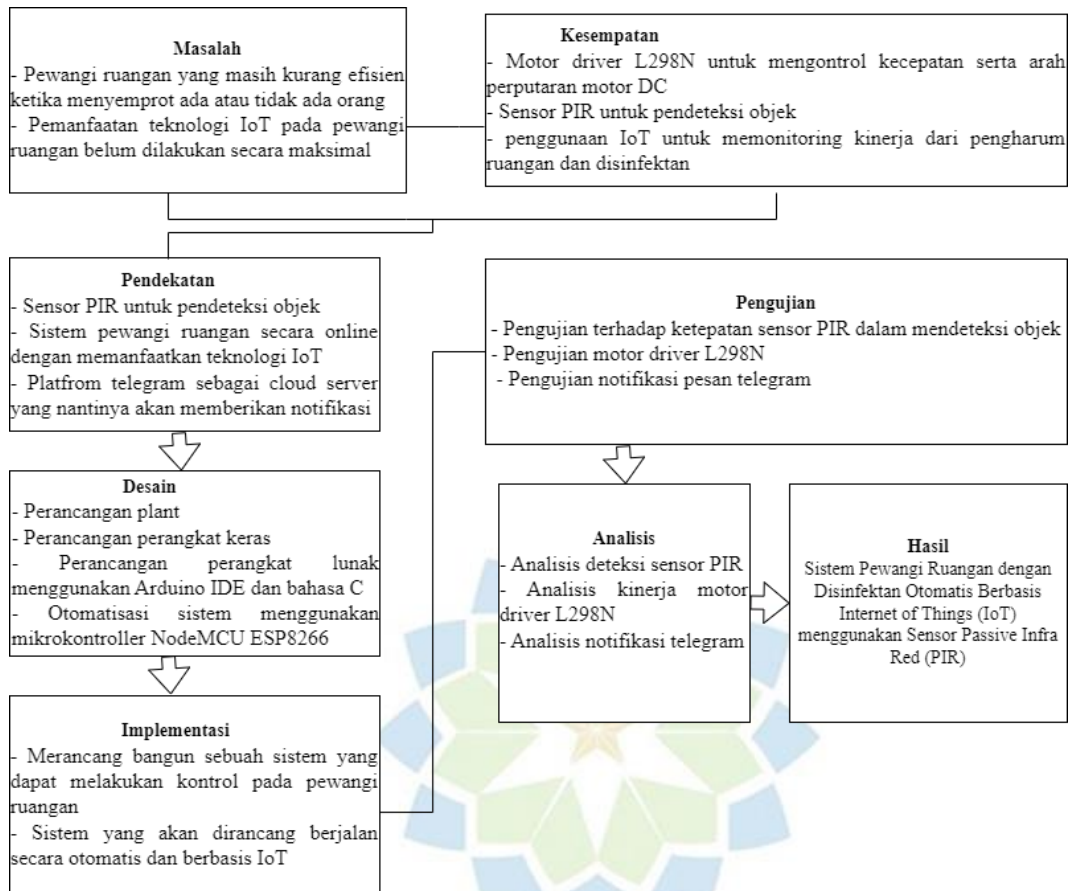 Masalah
- Pewangi ruangan yang masih kurang efisien
ketika menyemprot ada atau tidak ada orang
- Pemanfaatan teknologi IoT pada pewangi
ruangan belum dilakukan secara maksimal
Kesempatan
- Motor driver L298N untuk mengontrol kecepatan serta arah
perputaran motor DC
- Sensor PIR untuk pendeteksi objek
- penggunaan IoT untuk memonitoring kinerja dari pengharum
ruangan dan disinfektan
Pendekatan
- Sensor PIR untuk pendeteksi objek
- Sistem pewangi ruangan secara online
dengan memanfaatkan teknologi IoT
- Platfrom telegram sebagai cloud server
yang nantinya akan memberikan notifikasi
Desain
- Perancangan plant
- Perancangan perangkat keras
- Perancangan perangkat lunak
menggunakan Arduino IDE dan bahasa C
- Otomatisasi sistem menggunakan
mikrokontroller NodeMCU ESP8266
Implementasi
- Merancang bangun sebuah sistem yang
dapat melakukan kontrol pada pewangi
ruangan
- Sistem yang akan dirancang berjalan
secara otomatis dan berbasis IoT
Pengujian
- Pengujian terhadap ketepatan sensor PIR dalam mendeteksi objek
- Pengujian motor driver L298N
- Pengujian notifikasi pesan telegram
Analisis
- Analisis deteksi sensor PIR
- Analisis kinerja motor
driver L298N
- Analisis notifikasi telegram
Hasil
Sistem Pewangi Ruangan dengan
Disinfektan Otomatis Berbasis
Internet of Things (IoT)
menggunakan Sensor Passive Infra
Red (PIR)